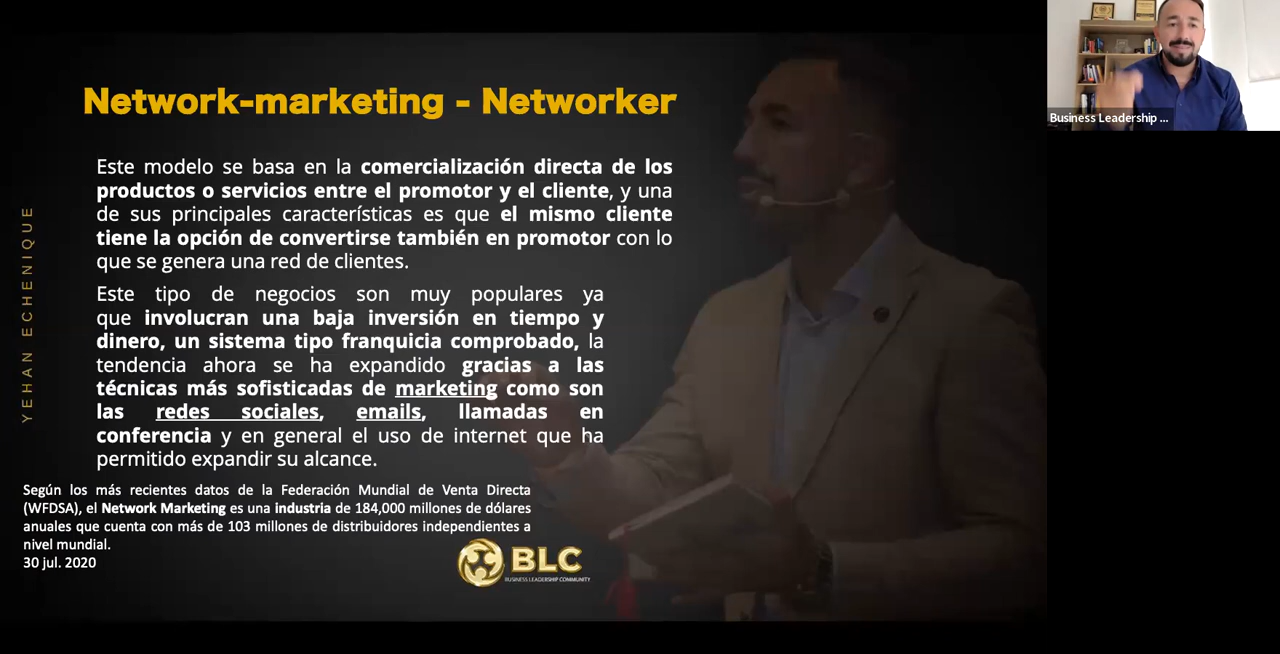 Network-marketing - Networker
Este modelo se basa en la comercialización directa de los
productos o servicios entre el promotor y el cliente, y una
de sus principales características es que el mismo cliente
tiene la opción de convertirse también en promotor con lo
que se genera una red de clientes.
Este tipo de negocios son muy populares ya
que involucran una baja inversión en tiempo y
dinero, un sistema tipo franquicia comprobado, la
tendencia ahora se ha expandido gracias a las
técnicas más sofisticadas de marketing como son
las redes sociales, emails, llamadas en
conferencia y en general el uso de internet que ha
permitido expandir su alcance.
Según los más recientes datos de la Federación Mundial de Venta Directa
(WFDSA), el Network Marketing es una industria de 184,000 millones de dólares
anuales que cuenta con más de 103 millones de distribuidores independientes a
nivel mundial.
30 jul. 2020
YEHAN ECHENIQUE
BLC
BUSINESS LEADERSHIP COMMUNITY
Business Leadership ...